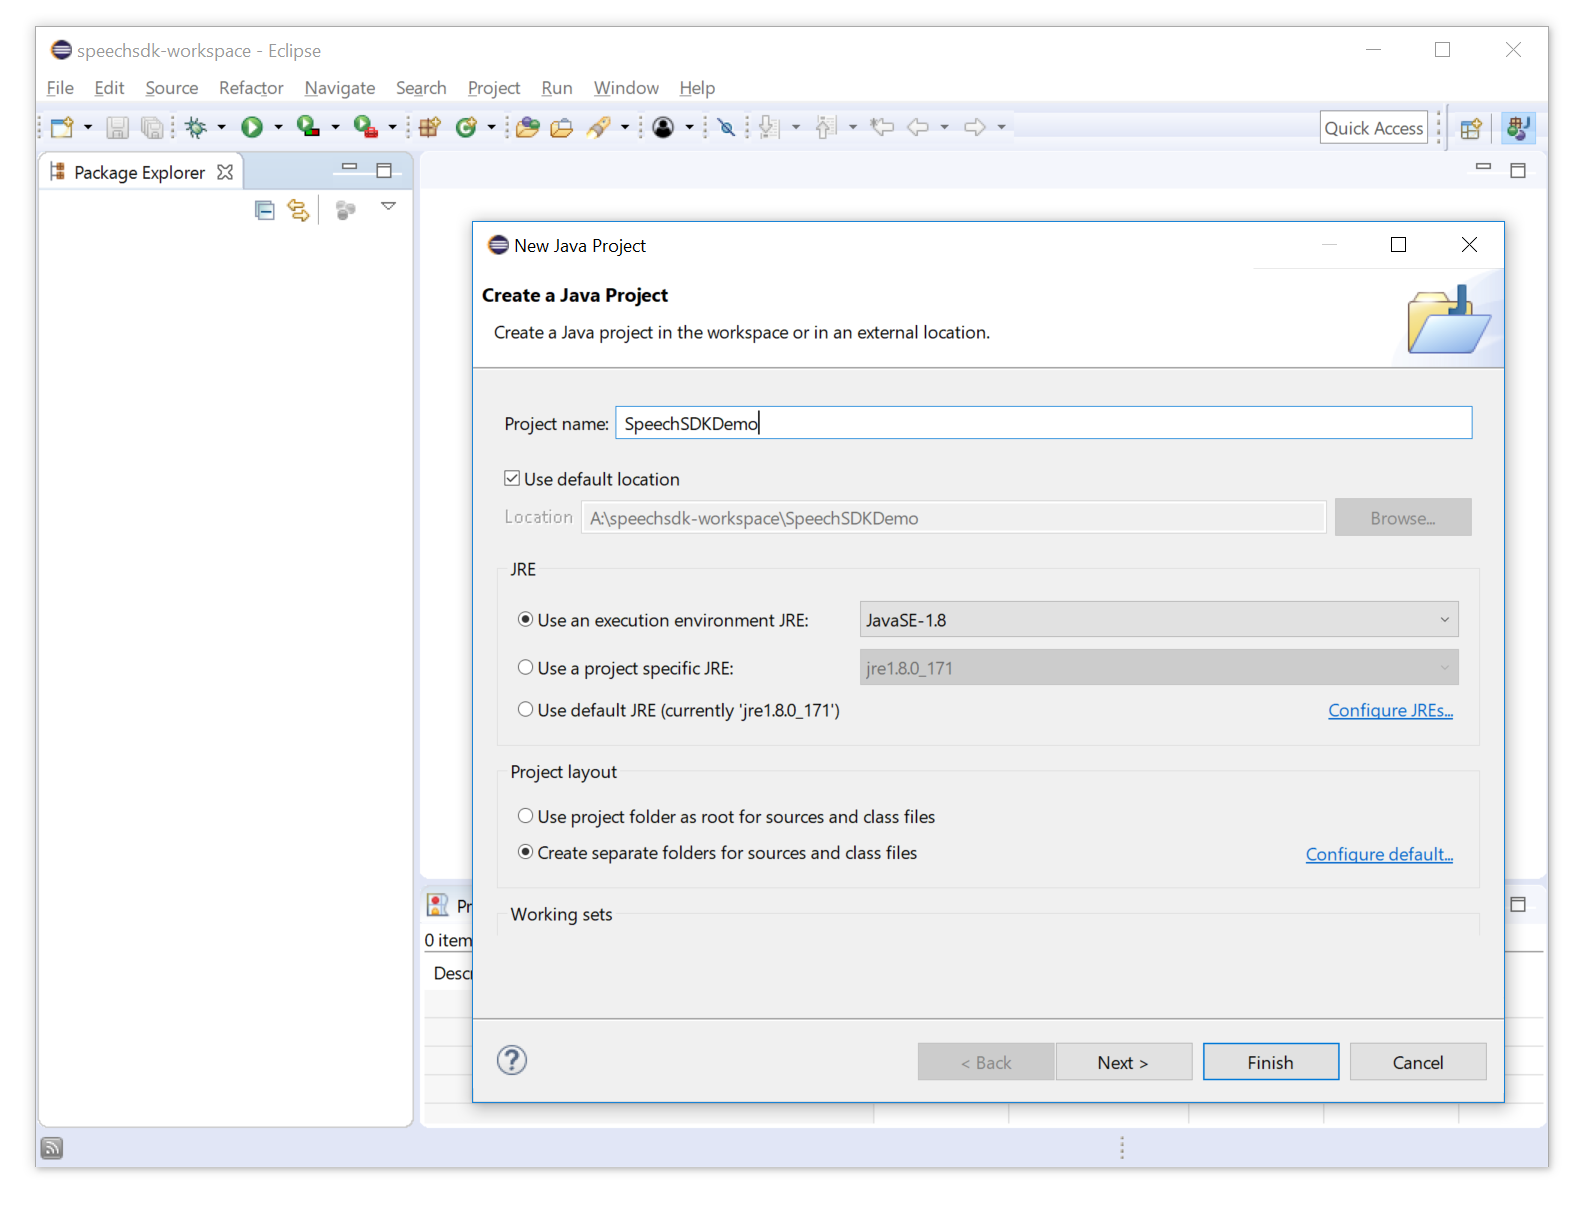 speechsdk-workspace - Eclipse
File Edit Source Refactor Navigate Search Project Run Window Help
Quick Access
Package Explorer
New Java Project
Create a Java Project
Create a Java project in the workspace or in an external location.
Project name: SpeechSDKDemo
Use default location
Location A:\speechsdk-workspace\SpeechSDKDemo Browse...
JRE
Use an execution environment JRE: JavaSE-1.8
Use a project specific JRE: jre1.8.0_171
Use default JRE (currently 'jre1.8.0_171') Configure JREs...
Project layout
Use project folder as root for sources and class files
Create separate folders for sources and class files Configure default...
Pr
Working sets
0 item
Descr
? < Back Next > Finish Cancel